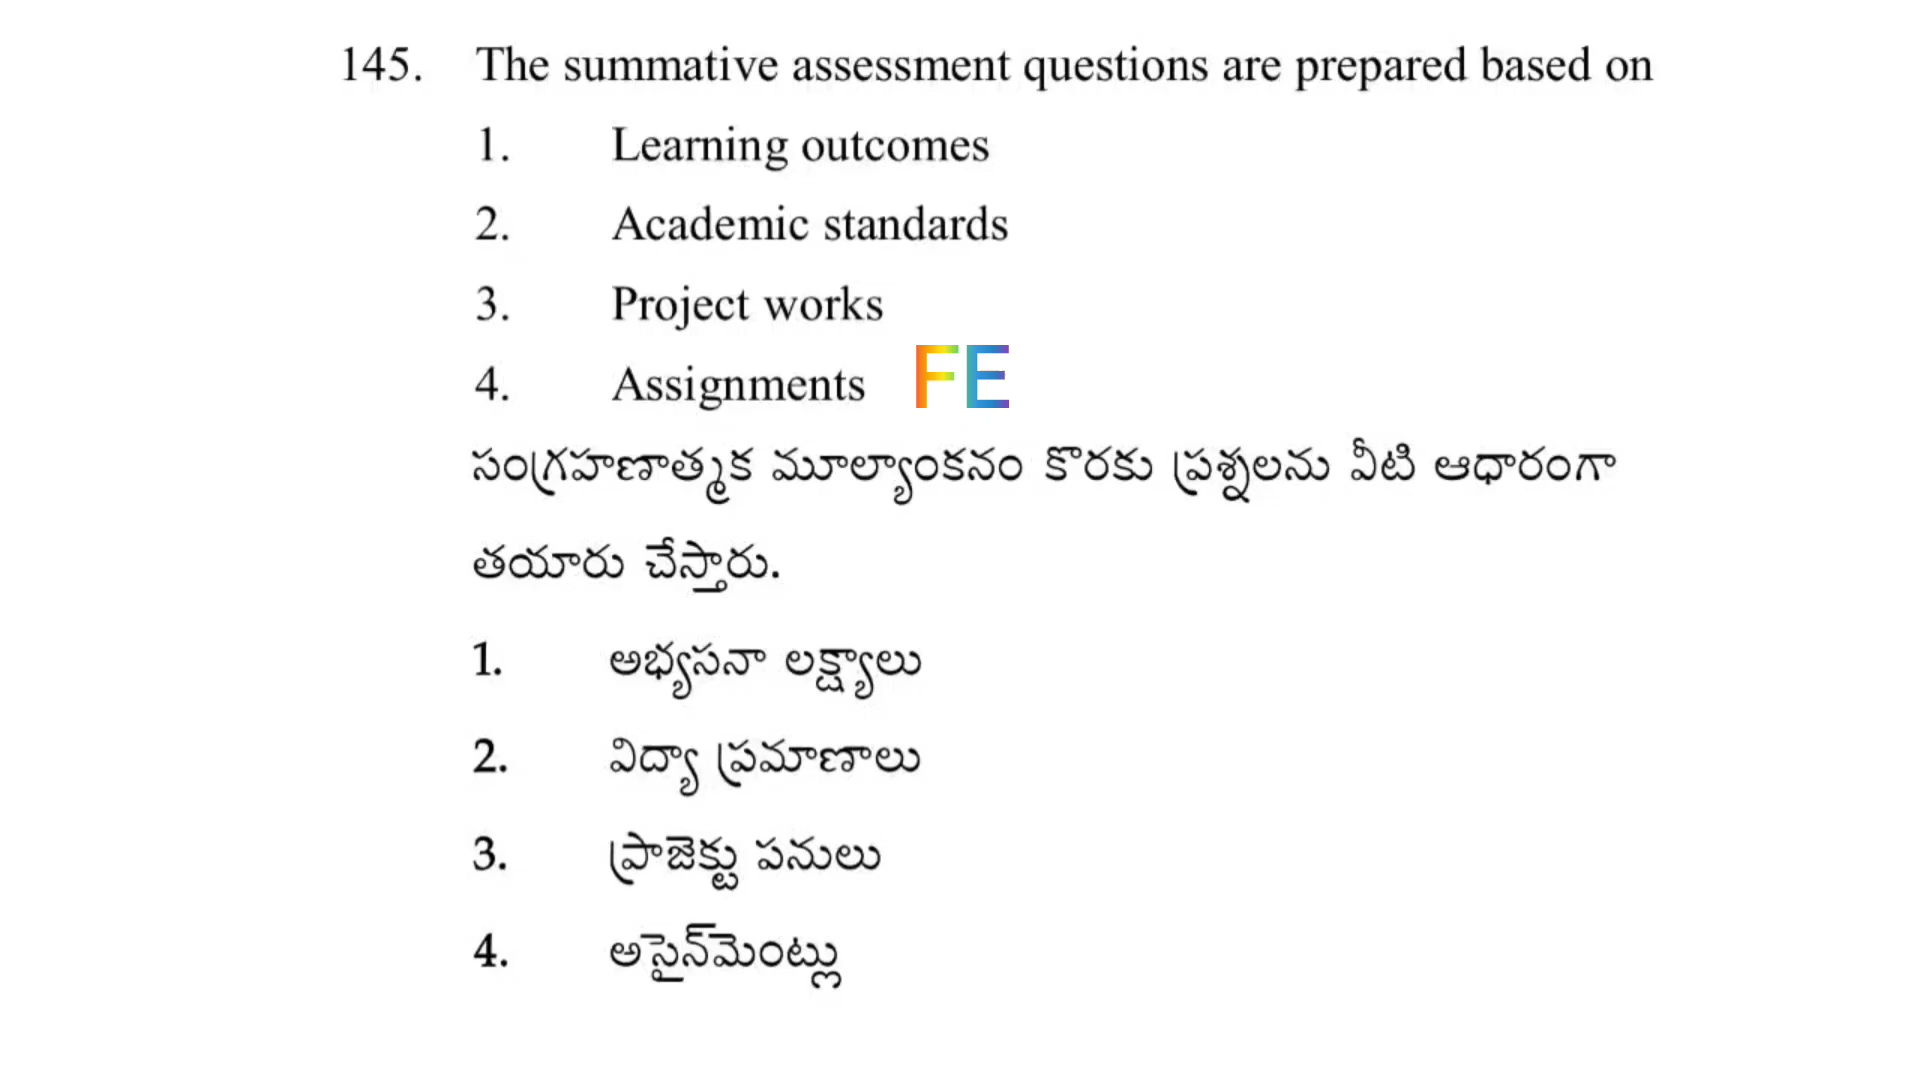 145. The summative assessment questions are prepared based on
1. Learning outcomes
2. Academic standards
3. Project works
4. Assignments FE
సంగ్రహణాత్మక మూల్యాంకనం కొరకు ప్రశ్నలను వీటి ఆధారంగా
తయారు చేస్తారు.
1. అభ్యసనా లక్ష్యాలు
2. విద్యా ప్రమాణాలు
3. ప్రాజెక్టు పనులు
4. అసైన్‌మెంట్లు